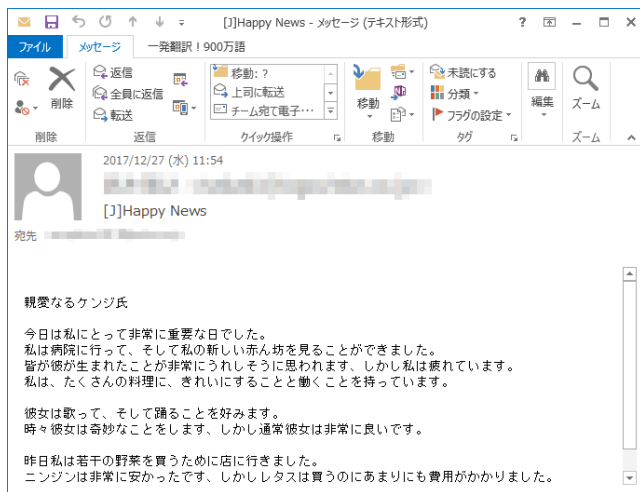 [J]Happy News - メッセージ (テキスト形式)
ファイル メッセージ 一発翻訳！900万語
削除
返信
全員に返信
転送
移動: ?
上司に転送
チーム宛て電子…
移動
未読にする
分類
フラグの設定
編集
ズーム
削除 返信 クイック操作 移動 タグ ズーム
2017/12/27 (水) 11:54
[J]Happy News
宛先
親愛なるケンジ氏
今日は私にとって非常に重要な日でした。
私は病院に行って、そして私の新しい赤ん坊を見ることができました。
皆が彼が生まれたことが非常にうれしそうに思われます、しかし私は疲れています。
私は、たくさんの料理に、きれいにすることと働くことを持っています。
彼女は歌って、そして踊ることを好みます。
時々彼女は奇妙なことをします、しかし通常彼女は非常に良いです。
昨日私は若干の野菜を買うために店に行きました。
ニンジンは非常に安かったです、しかしレタスは買うのにあまりにも費用がかかりました。